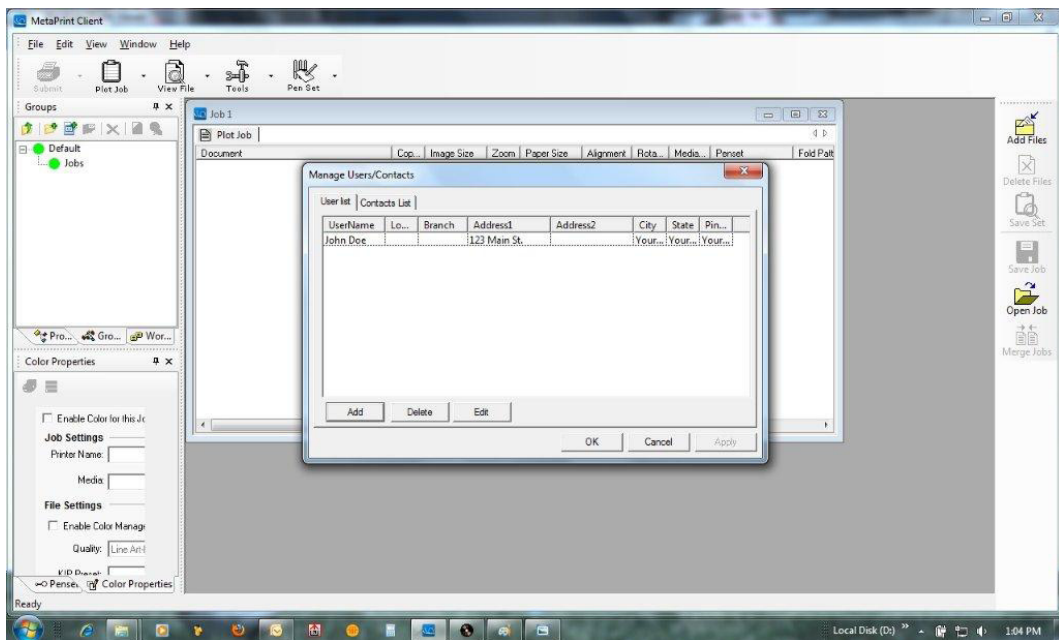 MetaPrint Client
File Edit View Window Help
Submit Plot Job View File Tools Pen Set
Groups
Default
Jobs
Pro... Gro... Wor...
Color Properties
Enable Color for this Jo
Job Settings
Printer Name:
Media:
File Settings
Enable Color Manage
Quality: Line Art
KIP Preset:
Pense. Color Properties
Ready
Job 1
Plot Job
Document Cop... Image Size Zoom Paper Size Alignment Rota... Media... Penset Fold Patt
Manage Users/Contacts
User list Contacts List
UserName Lo... Branch Address1 Address2 City State Pin...
John Doe 123 Main St. Your... Your... Your...
Add Delete Edit
OK Cancel Apply
Add Files
Delete Files
Save Set
Save Job
Open Job
Merge Jobs
Local Disk (D:) 1:04 PM